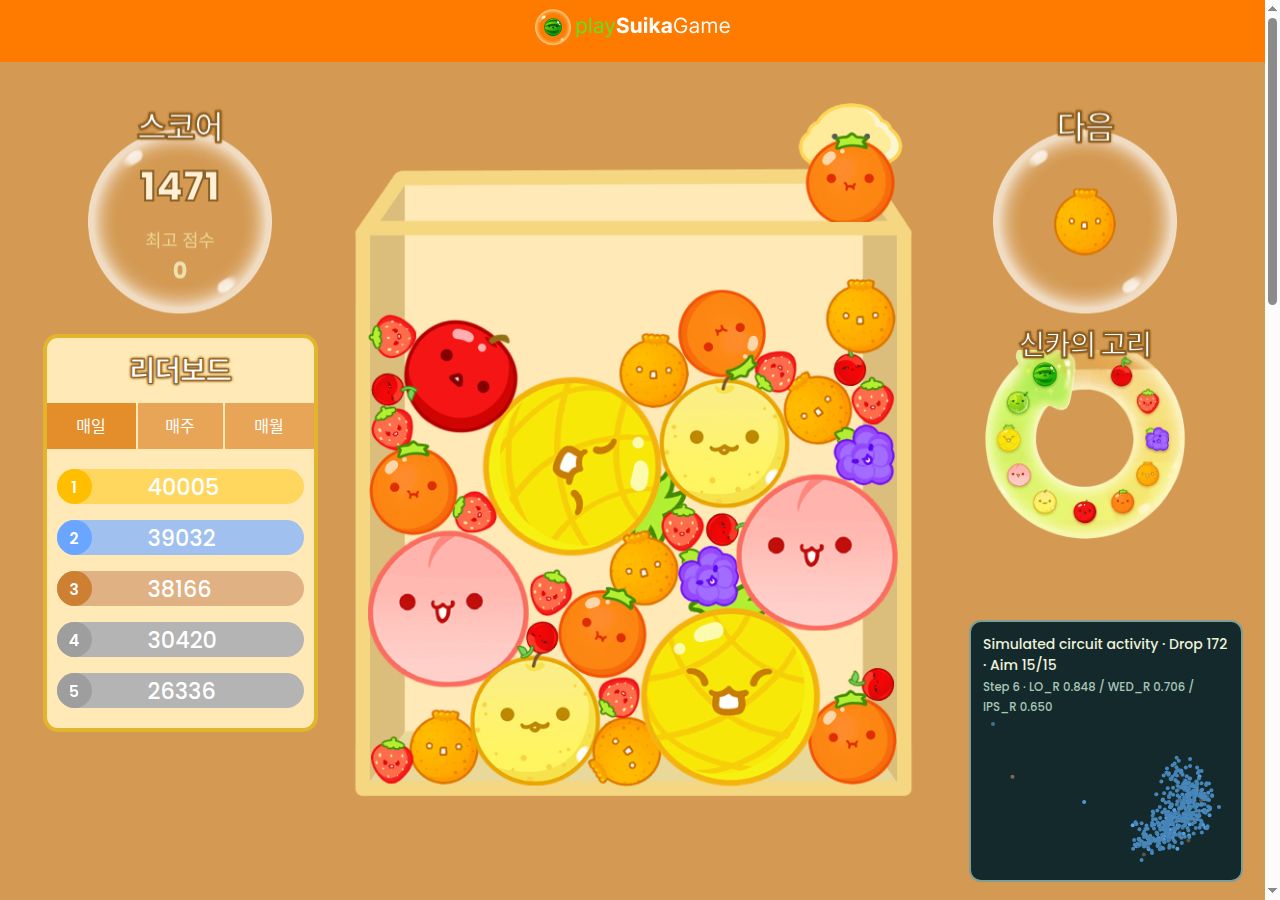 playSuikaGame
스코어
1471
최고 점수
0
다음
신카의 고리
리더보드
매일 매주 매월
1 40005
2 39032
3 38166
4 30420
5 26336
Simulated circuit activity · Drop 172
· Aim 15/15
Step 6 · LO_R 0.848 / WED_R 0.706 /
IPS_R 0.650